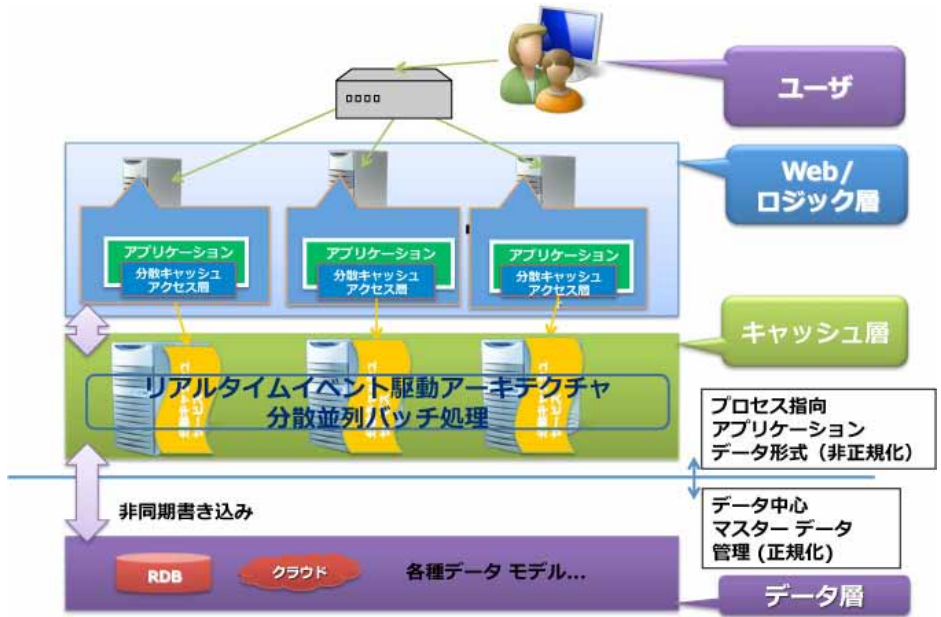 ユーザ
Web/
ロジック層
アプリケーション
分散キャッシュ
アクセス層
アプリケーション
分散キャッシュ
アクセス層
アプリケーション
分散キャッシュ
アクセス層
キャッシュ層
リアルタイムイベント駆動アーキテクチャ
分散並列バッチ処理
プロセス指向
アプリケーション
データ形式（非正規化）
非同期書き込み
データ中心
マスター データ
管理 (正規化)
RDB
クラウド
各種データ モデル...
データ層